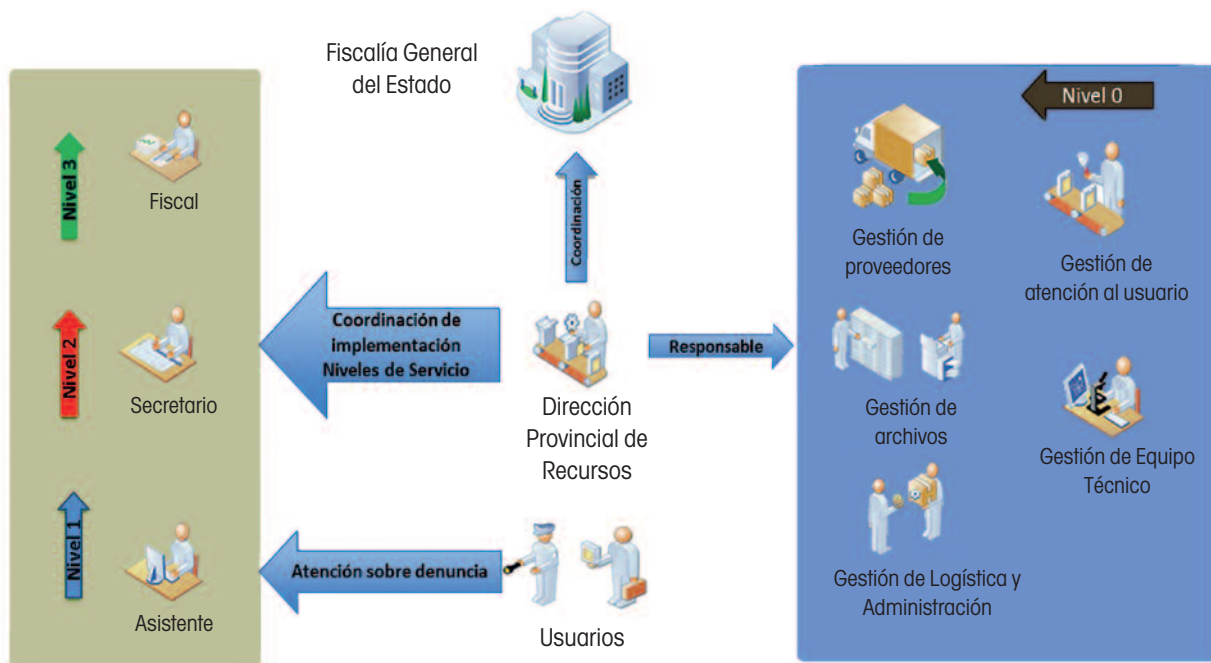 Fiscalía General
del Estado
Nivel 3
Fiscal
Nivel 2
Secretario
Nivel 1
Asistente
Coordinación
Coordinación de
implementación
Niveles de Servicio
Dirección
Provincial de
Recursos
Responsable
Atención sobre denuncia
Usuarios
Nivel 0
Gestión de
proveedores
Gestión de
atención al usuario
Gestión de
archivos
Gestión de Equipo
Técnico
Gestión de Logística y
Administración